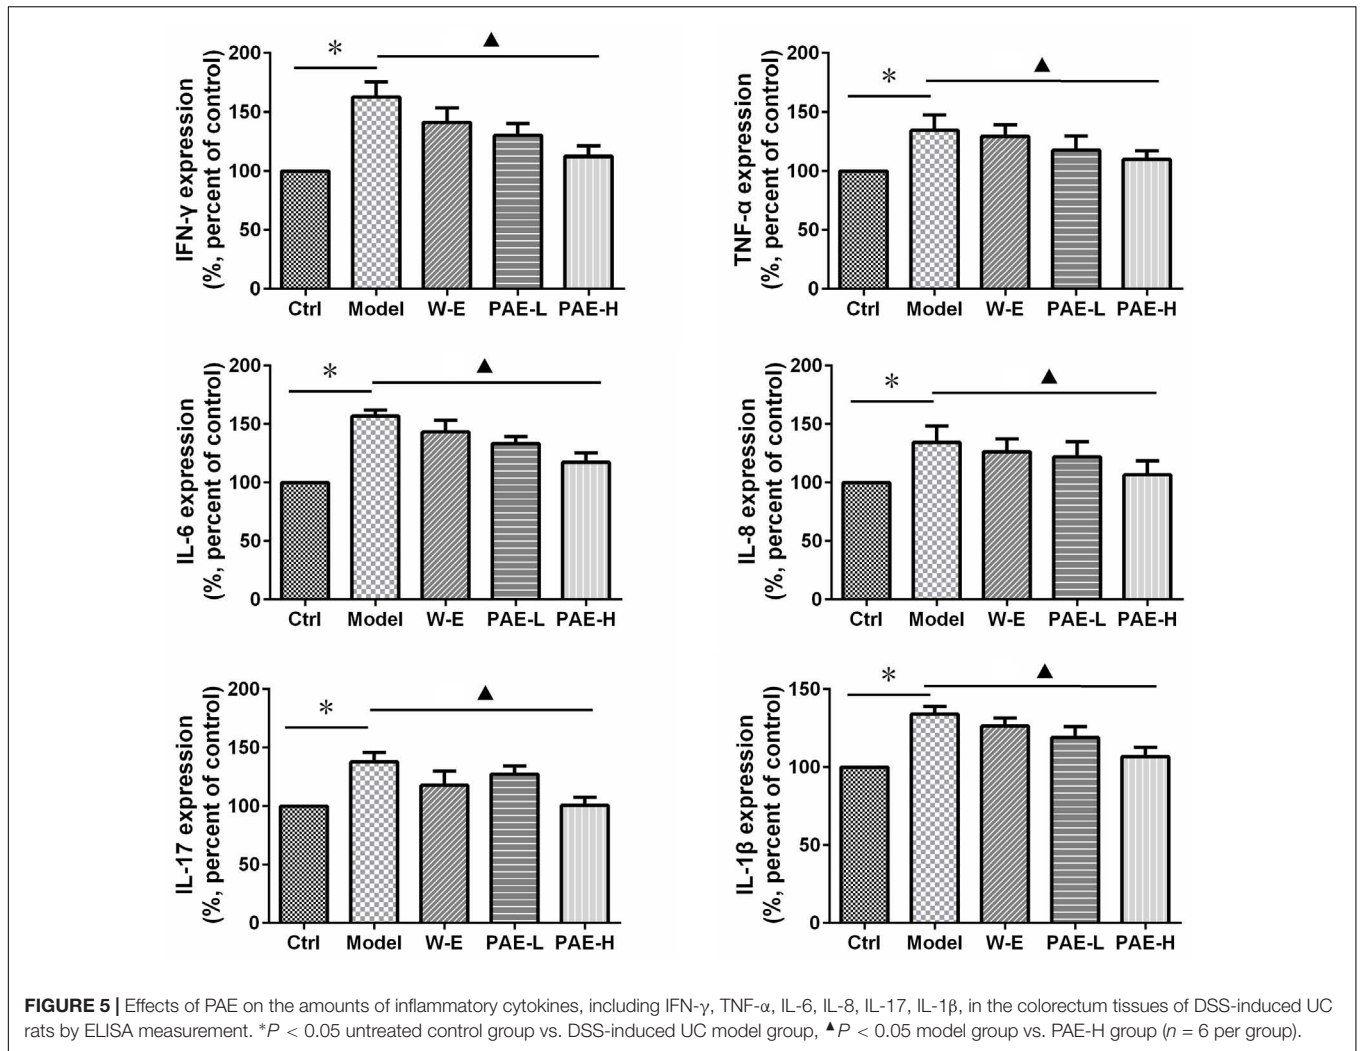 * ▲
200
150
100
50
0
IFN-γ expression
(%, percent of control)
Ctrl Model W-E PAE-L PAE-H
* ▲
200
150
100
50
0
TNF-α expression
(%, percent of control)
Ctrl Model W-E PAE-L PAE-H
* ▲
200
150
100
50
0
IL-6 expression
(%, percent of control)
Ctrl Model W-E PAE-L PAE-H
* ▲
200
150
100
50
0
IL-8 expression
(%, percent of control)
Ctrl Model W-E PAE-L PAE-H
* ▲
200
150
100
50
0
IL-17 expression
(%, percent of control)
Ctrl Model W-E PAE-L PAE-H
* ▲
150
100
50
0
IL-1β expression
(%, percent of control)
Ctrl Model W-E PAE-L PAE-H
FIGURE 5 | Effects of PAE on the amounts of inflammatory cytokines, including IFN-γ, TNF-α, IL-6, IL-8, IL-17, IL-1β, in the colorectum tissues of DSS-induced UC
rats by ELISA measurement. *P < 0.05 untreated control group vs. DSS-induced UC model group, ▲P < 0.05 model group vs. PAE-H group (n = 6 per group).